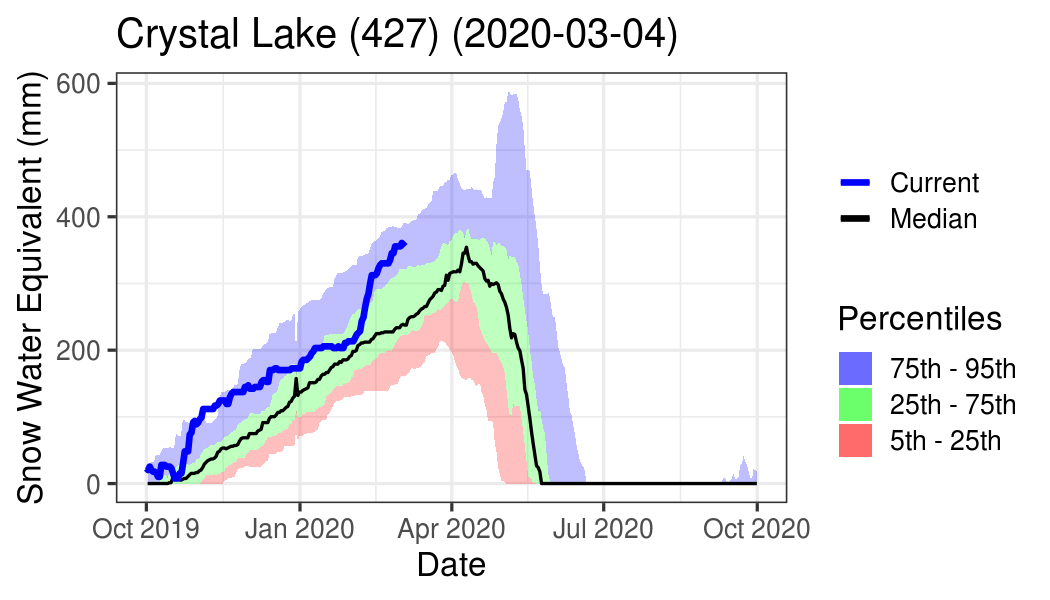 Crystal Lake (427) (2020-03-04)
Snow Water Equivalent (mm)
600
400
200
0
Oct 2019
Jan 2020
Apr 2020
Jul 2020
Oct 2020
Date
Current
Median
Percentiles
75th - 95th
25th - 75th
5th - 25th